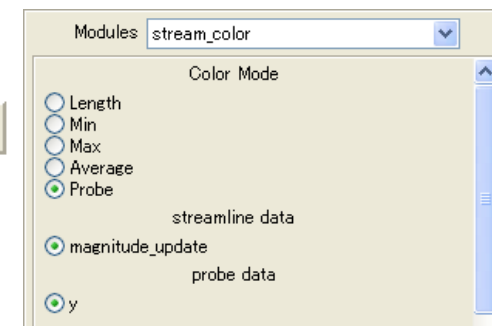 Modules stream_color
Color Mode
Length
Min
Max
Average
Probe
streamline data
magnitude_update
probe data
y